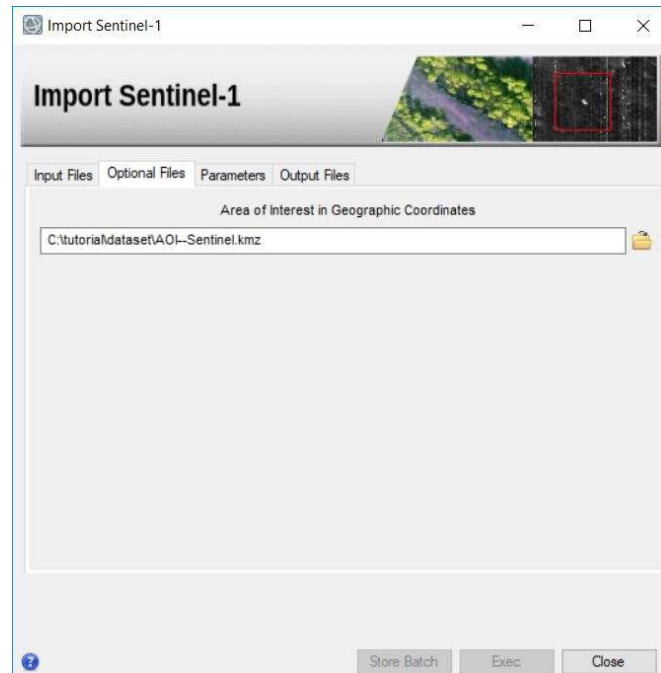 Import Sentinel-1
Import Sentinel-1
Input Files Optional Files Parameters Output Files
Area of Interest in Geographic Coordinates
C:\tutorial\dataset\AOI--Sentinel.kmz
? Store Batch Exec Close